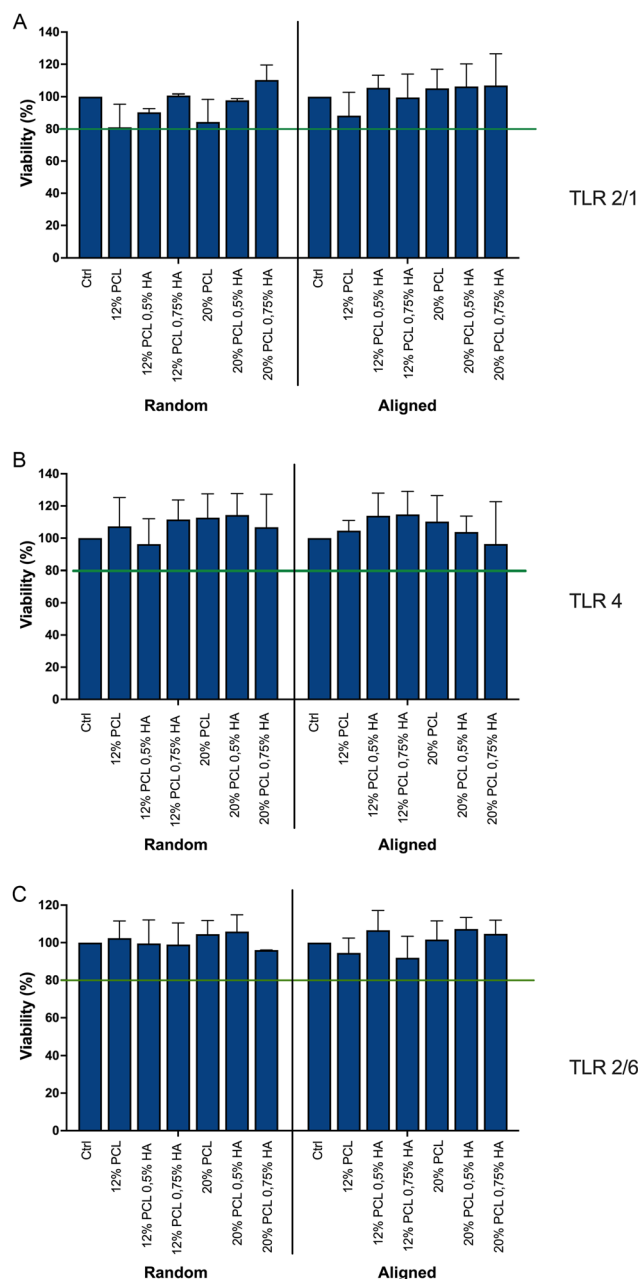 A
140
120
100
80
60
40
20
0
Viability (%)
Ctrl
12% PCL
12% PCL 0,5% HA
12% PCL 0,75% HA
20% PCL
20% PCL 0,5% HA
20% PCL 0,75% HA
Random
Ctrl
12% PCL
12% PCL 0,5% HA
12% PCL 0,75% HA
20% PCL
20% PCL 0,5% HA
20% PCL 0,75% HA
Aligned
TLR 2/1
B
140
120
100
80
60
40
20
0
Viability (%)
Ctrl
12% PCL
12% PCL 0,5% HA
12% PCL 0,75% HA
20% PCL
20% PCL 0,5% HA
20% PCL 0,75% HA
Random
Ctrl
12% PCL
12% PCL 0,5% HA
12% PCL 0,75% HA
20% PCL
20% PCL 0,5% HA
20% PCL 0,75% HA
Aligned
TLR 4
C
120
100
80
60
40
20
0
Viability (%)
Ctrl
12% PCL
12% PCL 0,5% HA
12% PCL 0,75% HA
20% PCL
20% PCL 0,5% HA
20% PCL 0,75% HA
Random
Ctrl
12% PCL
12% PCL 0,5% HA
12% PCL 0,75% HA
20% PCL
20% PCL 0,5% HA
20% PCL 0,75% HA
Aligned
TLR 2/6